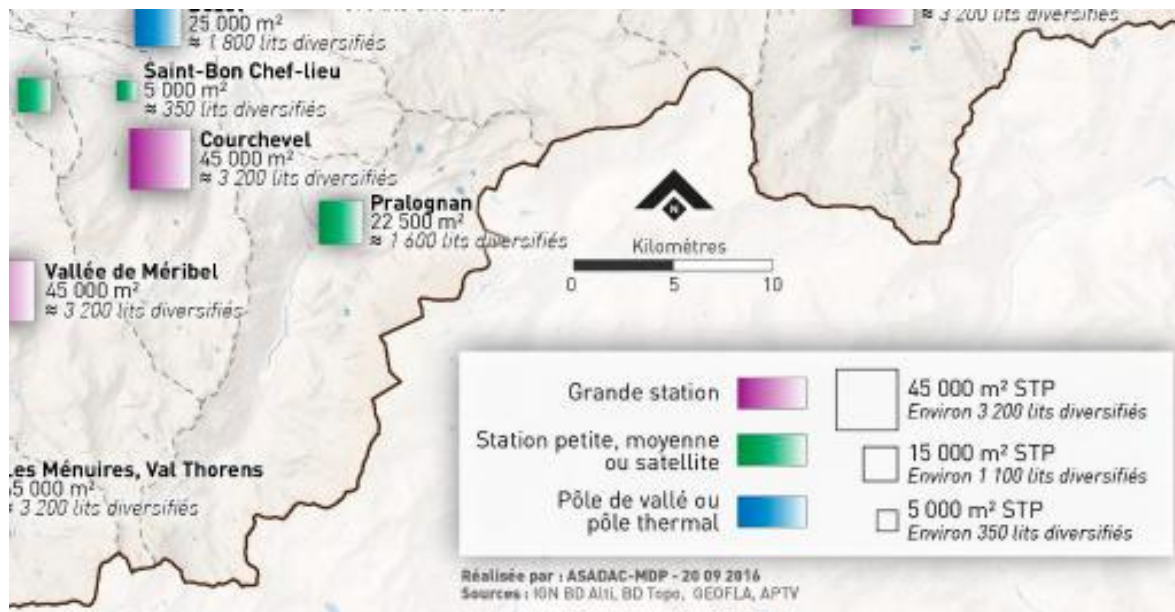 25 000 m²
≈ 1 800 lits diversifiés
≈ 3 200 lits diversifiés
Saint-Bon Chef-lieu
5 000 m²
≈ 350 lits diversifiés
Courchevel
45 000 m²
≈ 3 200 lits diversifiés
Pralognan
22 500 m²
≈ 1 600 lits diversifiés
N
Kilomètres
0 5 10
Vallée de Méribel
45 000 m²
≈ 3 200 lits diversifiés
Les Ménuires, Val Thorens
45 000 m²
≈ 3 200 lits diversifiés
Grande station
Station petite, moyenne
ou satellite
Pôle de vallé ou
pôle thermal
45 000 m² STP
Environ 3 200 lits diversifiés
15 000 m² STP
Environ 1 100 lits diversifiés
5 000 m² STP
Environ 350 lits diversifiés
Réalisée par : ASADAC-MDP - 20 09 2016
Sources : IGN BD Alti, BD Topo, GEOFLA, APTV